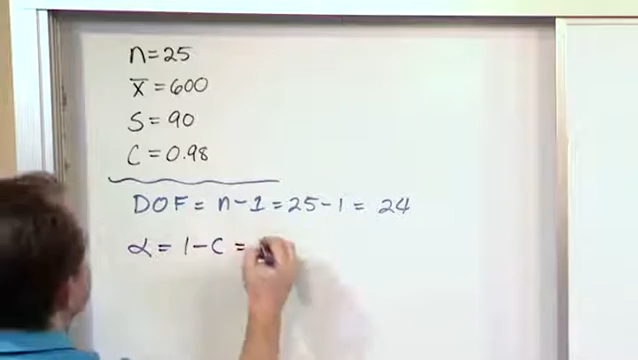 n=25
x̄=600
S=90
C=0.98
DOF = n-1=25-1=24
α = 1-C =